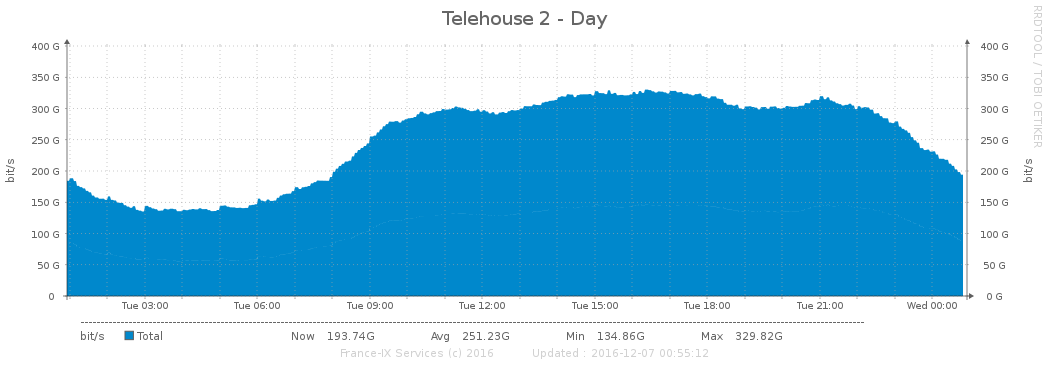 Telehouse 2 - Day
RRDTOOL / TOBI OETIKER
400 G 400 G
350 G 350 G
300 G 300 G
250 G 250 G
200 G 200 G
150 G 150 G
100 G 100 G
50 G 50 G
0 0 G
bit/s bit/s
Tue 03:00 Tue 06:00 Tue 09:00 Tue 12:00 Tue 15:00 Tue 18:00 Tue 21:00 Wed 00:00
bit/s Total Now 193.74G Avg 251.23G Min 134.86G Max 329.82G
France-IX Services (c) 2016 Updated : 2016-12-07 00:55:12